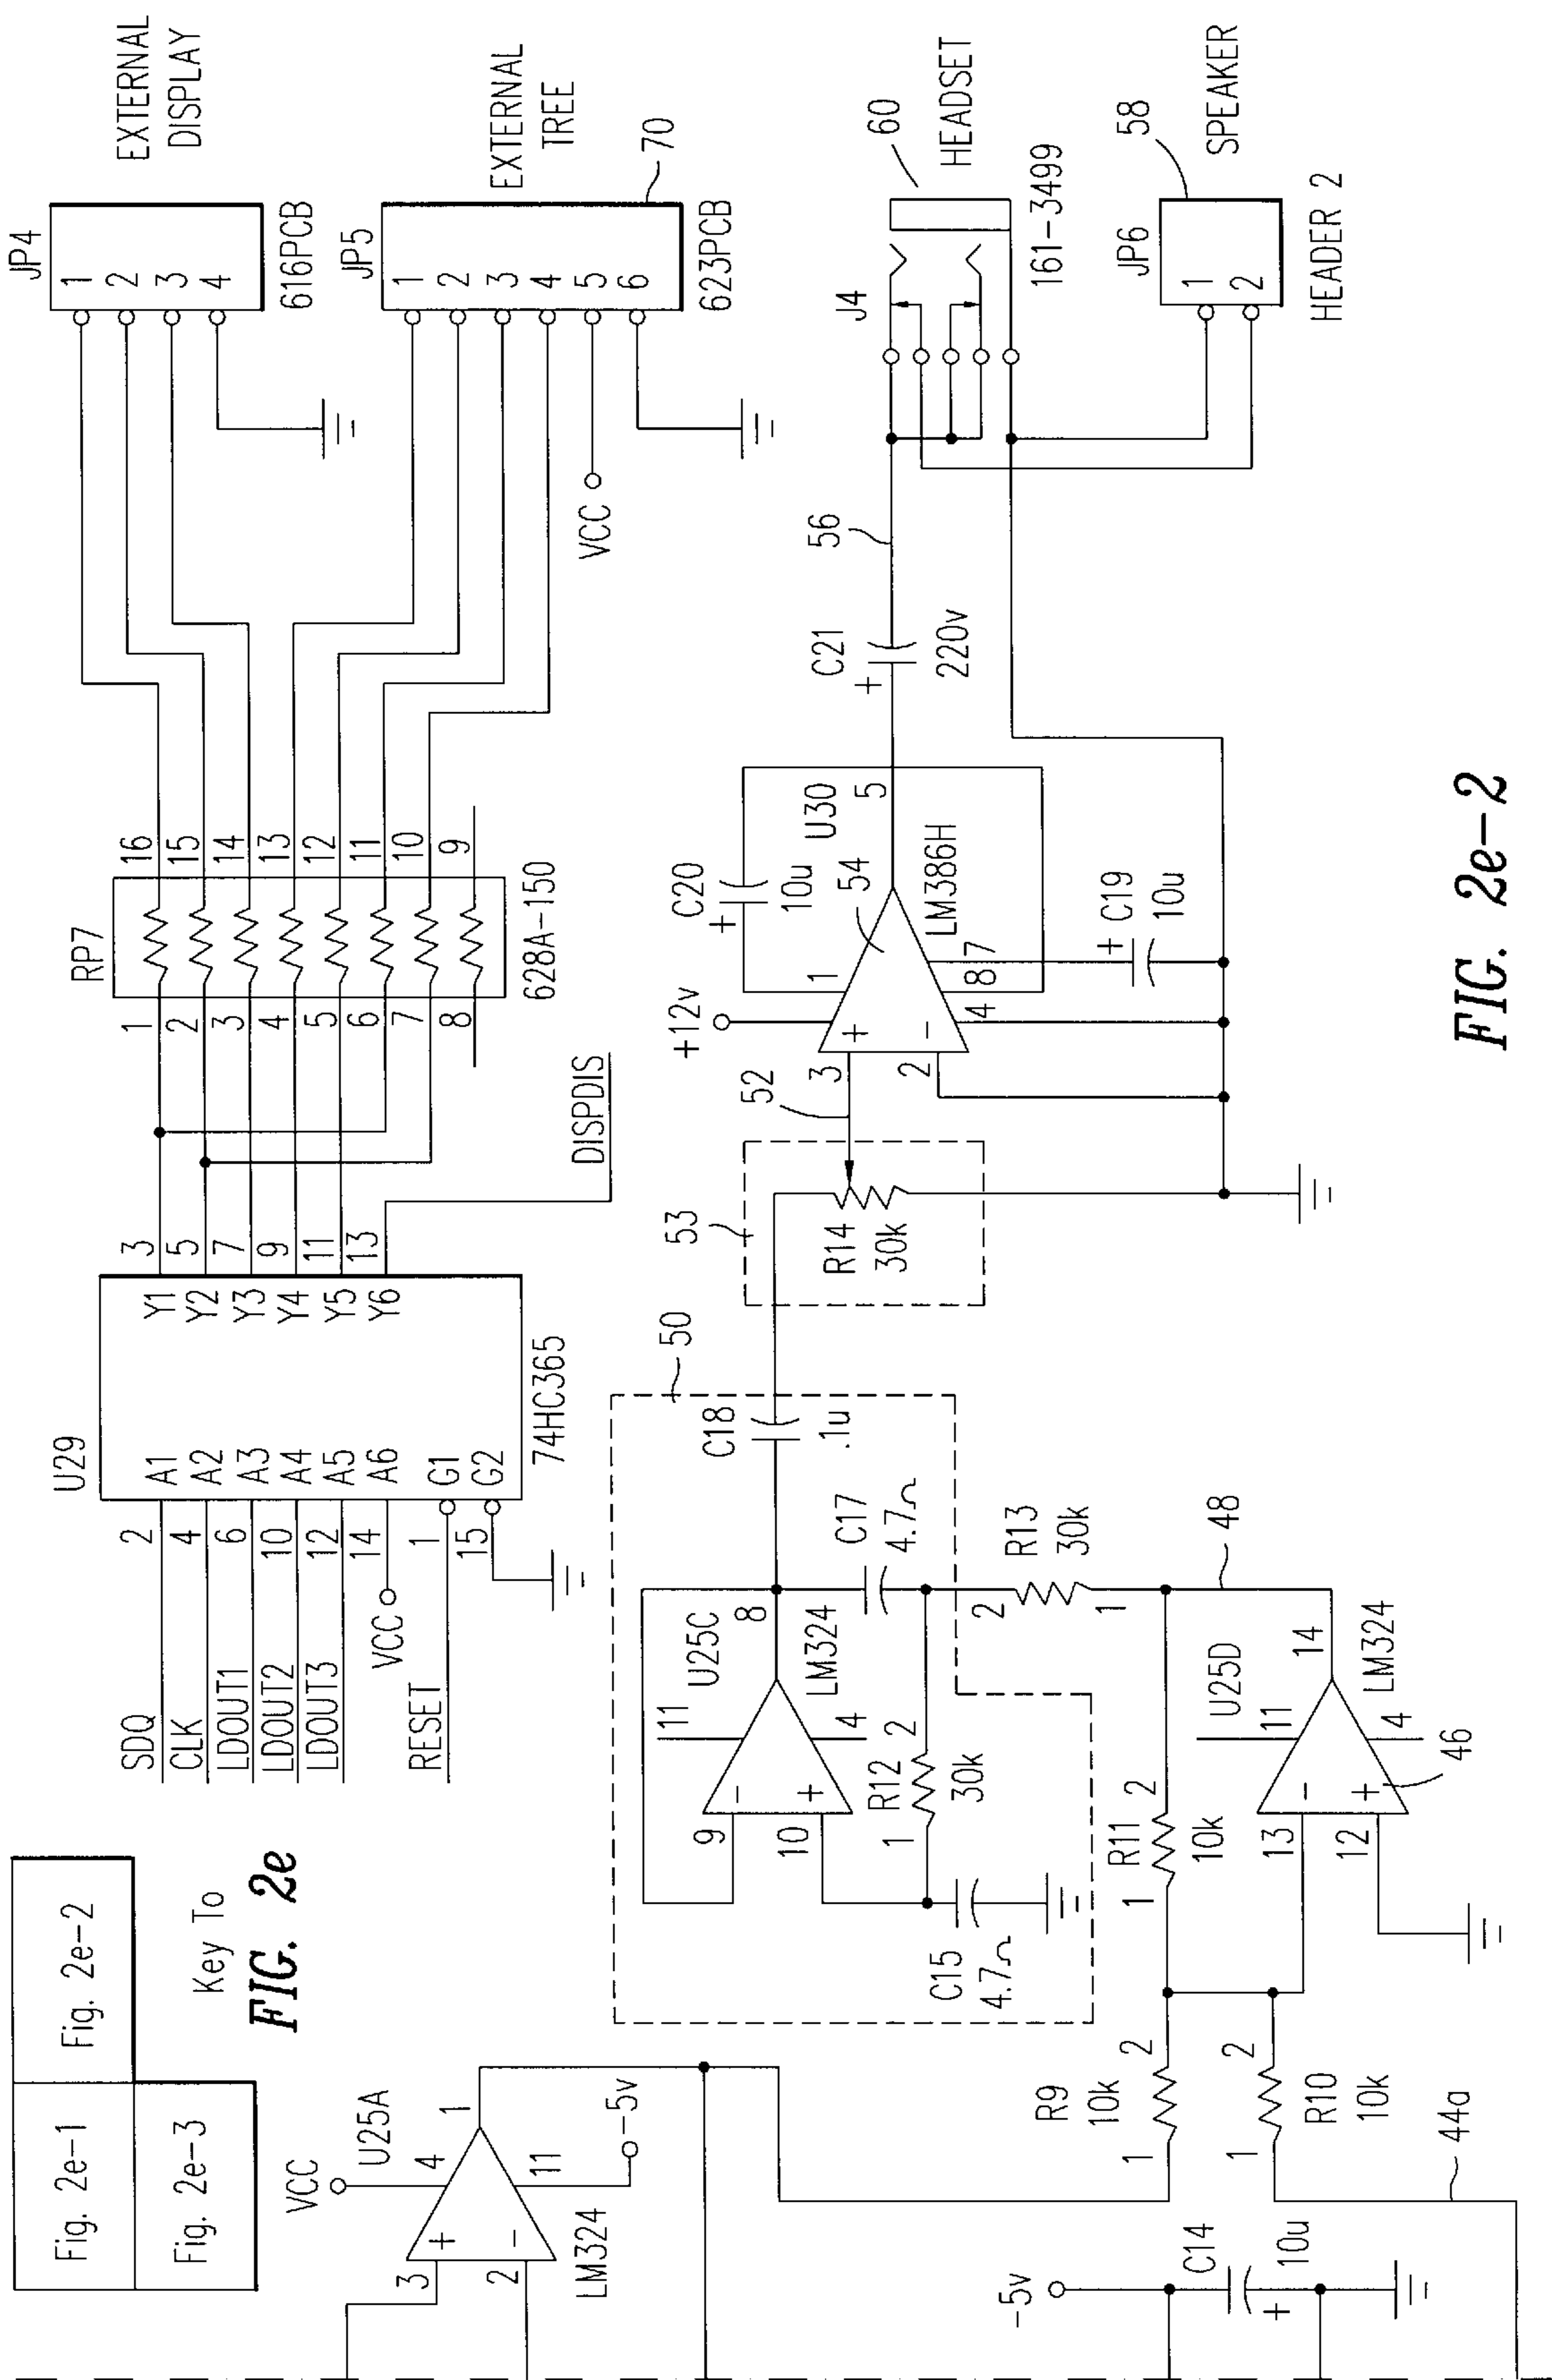 Fig. 2e-1
Fig. 2e-2
Fig. 2e-3
Key To
FIG. 2e
U29
SDQ
CLK
LDOUT1
LDOUT2
LDOUT3
VCC
RESET
2
4
6
10
12
14
1
15
A1
A2
A3
A4
A5
A6
G1
G2
Y1
Y2
Y3
Y4
Y5
Y6
74HC365
3
5
7
9
11
13
DISPDIS
RP7
1
2
3
4
5
6
7
8
16
15
14
13
12
11
10
9
628A-150
JP4
1
2
3
4
616PCB
EXTERNAL
DISPLAY
JP5
1
2
3
4
5
6
623PCB
EXTERNAL
TREE
70
VCC
VCC
U25A
3
2
+
-
4
11
1
-5v
LM324
50
U25C
9
10
-
+
11
4
8
LM324
C18
.1u
C17
4.7
R12
30k
1
2
C15
4.7
R13
30k
2
1
53
R14
30k
52
+12v
3
2
+
-
1
4
8
7
5
54
U30
LM386H
C20
+
10u
C19
+
10u
C21
+
220v
56
J4
60
HEADSET
161-3499
JP6
1
2
58
SPEAKER
HEADER 2
R9
10k
1
2
R10
10k
1
2
R11
10k
1
2
U25D
13
12
-
+
11
4
14
LM324
46
48
44a
-5v
C14
+
10u
FIG. 2e-2